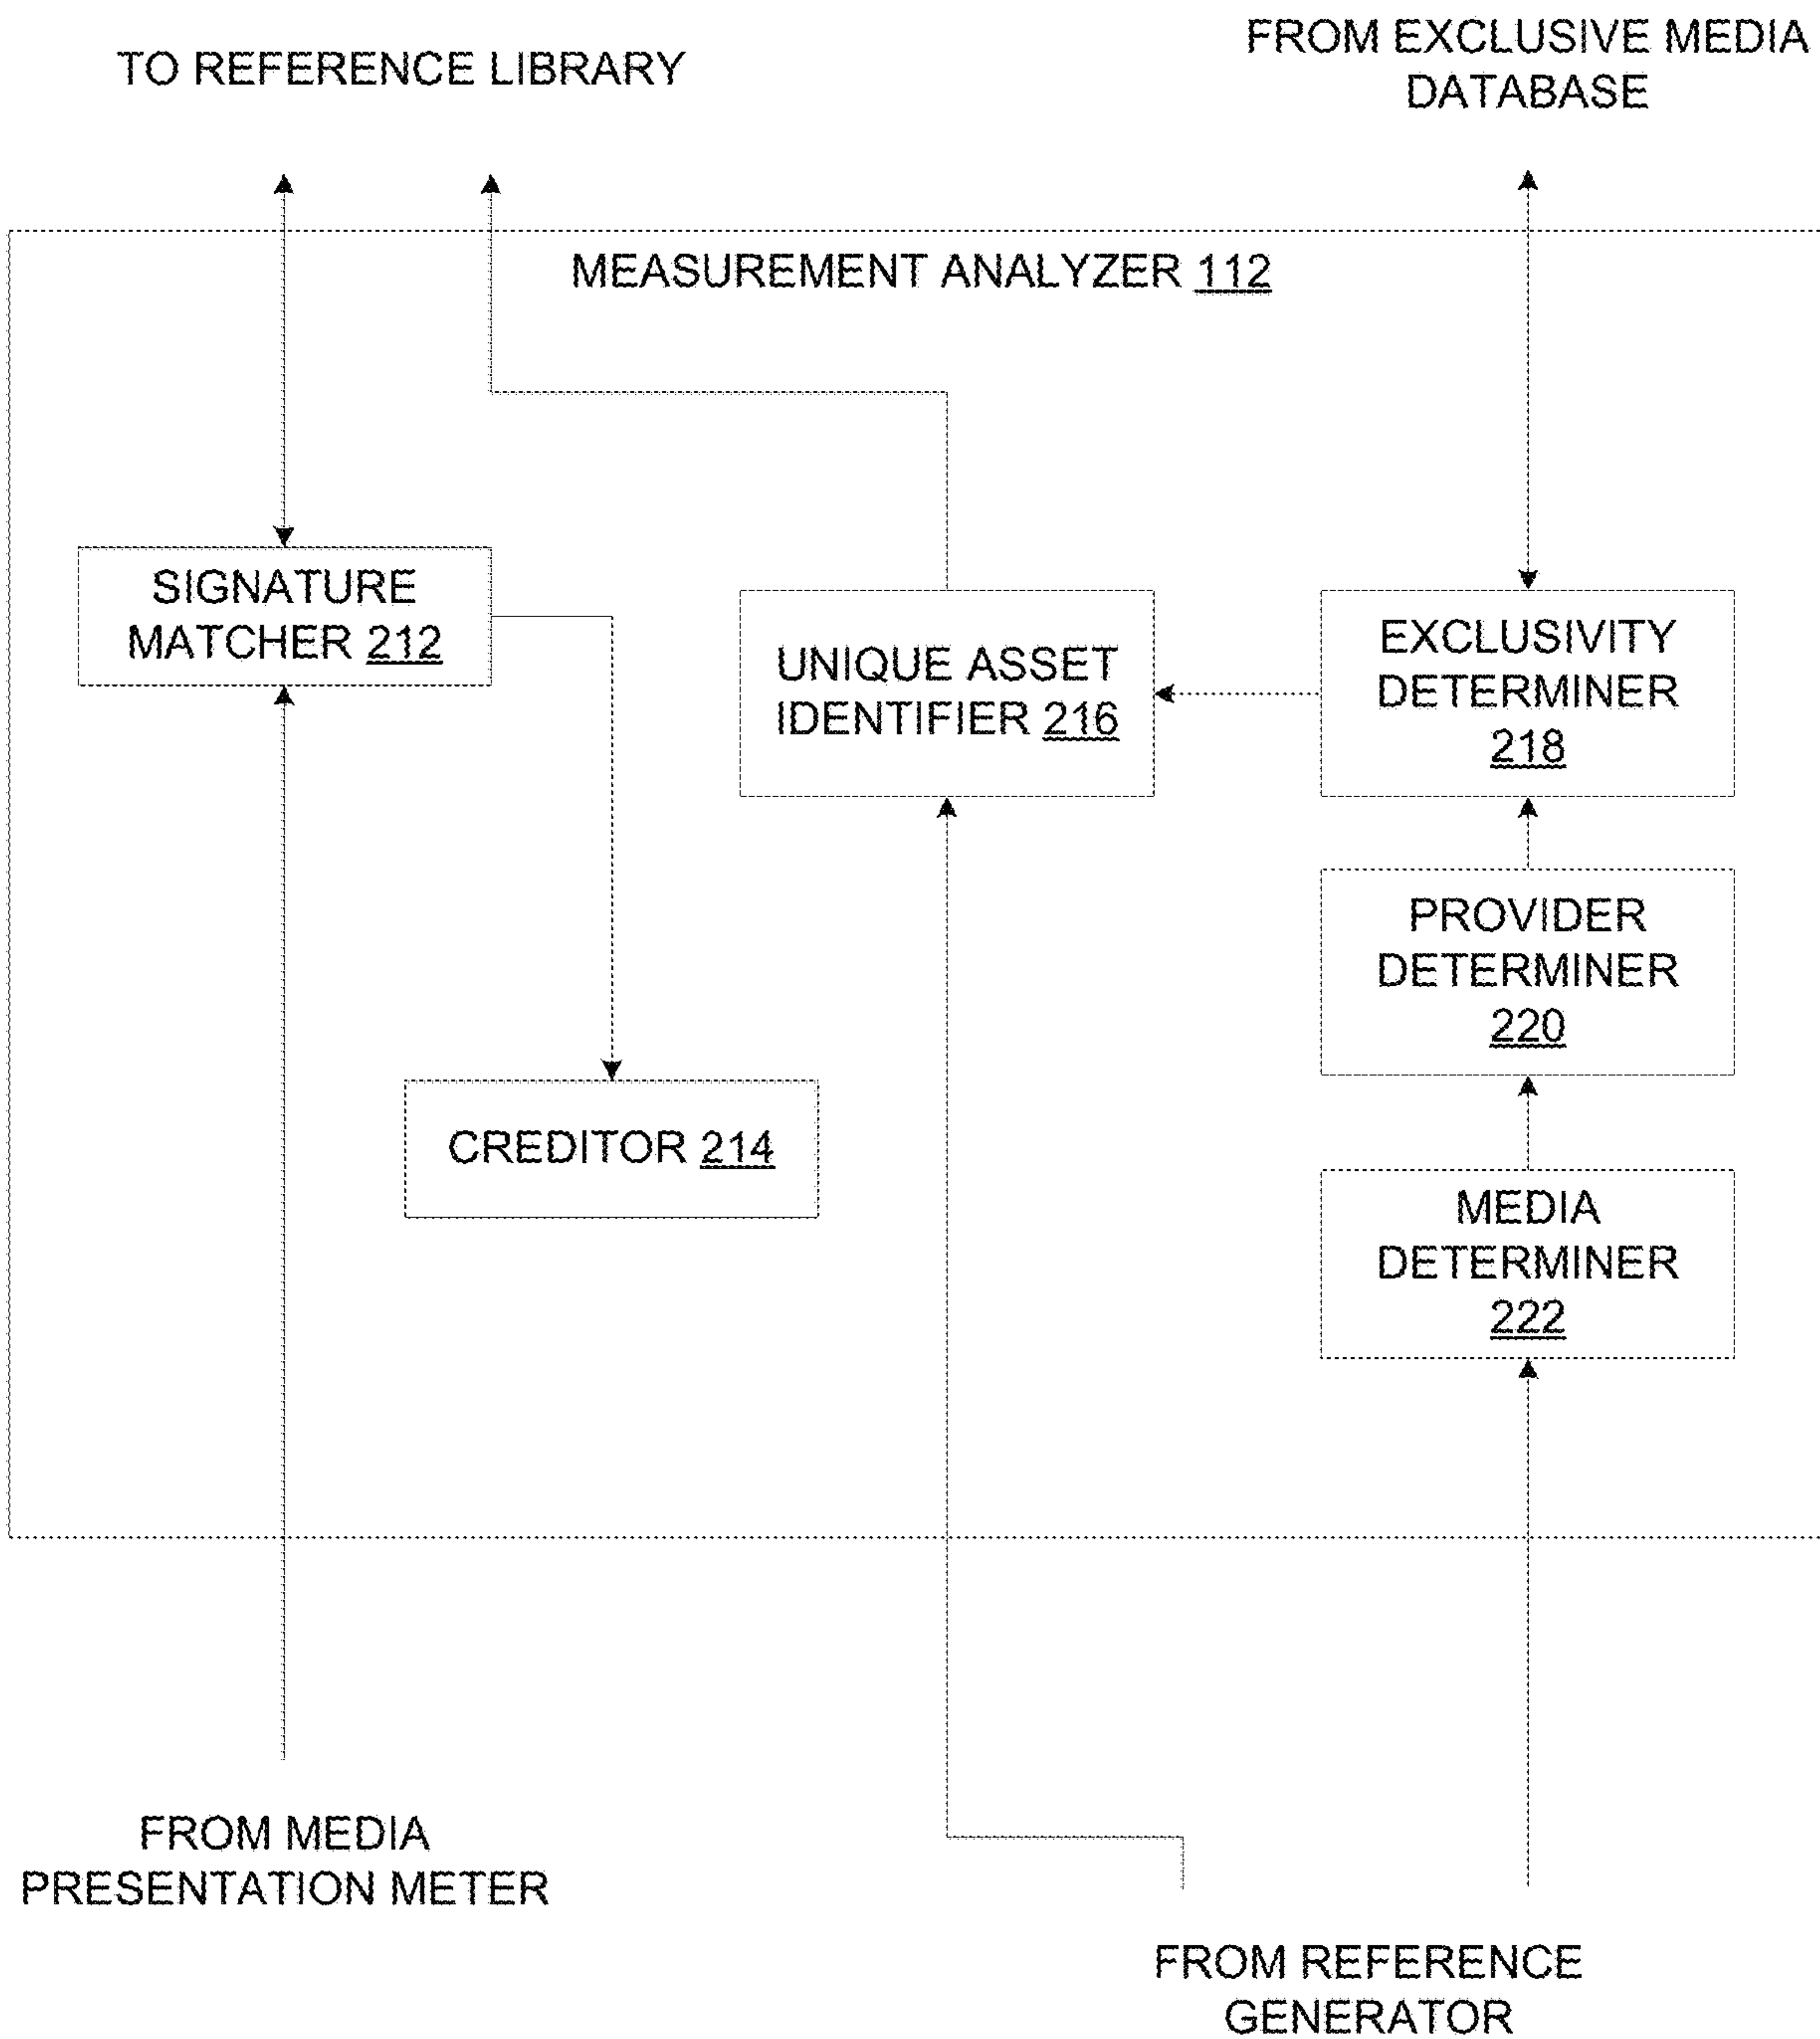 TO REFERENCE LIBRARY
FROM EXCLUSIVE MEDIA
DATABASE
MEASUREMENT ANALYZER 112
SIGNATURE
MATCHER 212
UNIQUE ASSET
IDENTIFIER 216
EXCLUSIVITY
DETERMINER
218
PROVIDER
DETERMINER
220
CREDITOR 214
MEDIA
DETERMINER
222
FROM MEDIA
PRESENTATION METER
FROM REFERENCE
GENERATOR